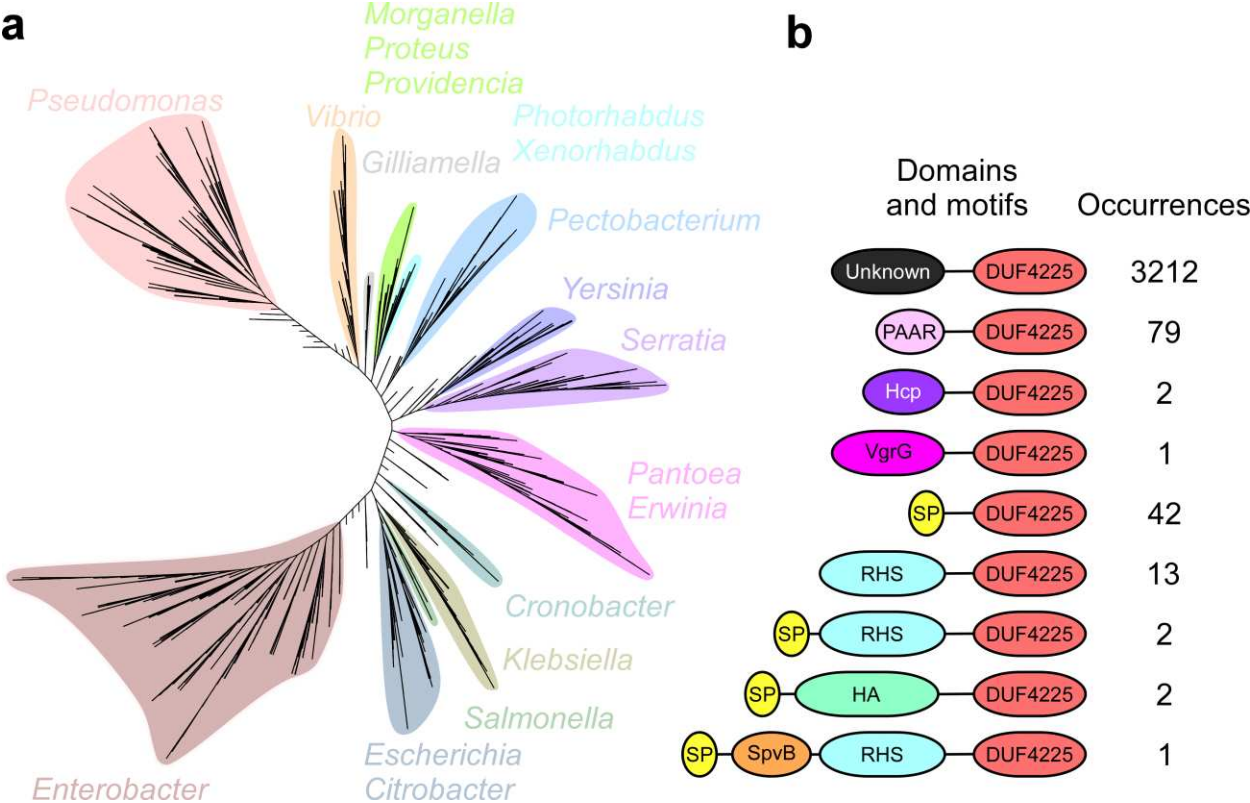 a
Morganella
Proteus
Providencia
Pseudomonas
Vibrio
Photorhabdus
Xenorhabdus
Gilliamella
Pectobacterium
Yersinia
Serratia
Pantoea
Erwinia
Cronobacter
Klebsiella
Salmonella
Escherichia
Citrobacter
Enterobacter
b
Domains
and motifs
Occurrences
Unknown DUF4225 3212
PAAR DUF4225 79
Hcp DUF4225 2
VgrG DUF4225 1
SP DUF4225 42
RHS DUF4225 13
SP RHS DUF4225 2
SP HA DUF4225 2
SP SpvB RHS DUF4225 1